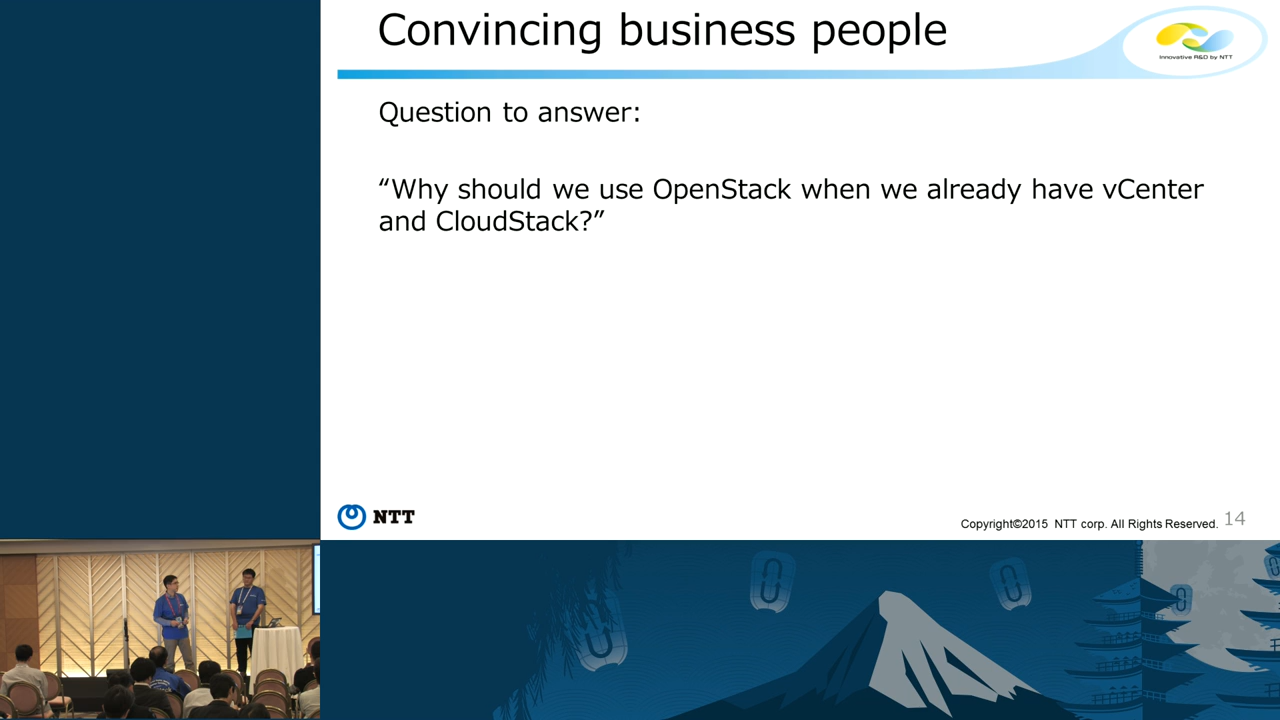 Convincing business people
Innovative R&D by NTT
Question to answer:
“Why should we use OpenStack when we already have vCenter
and CloudStack?”
NTT
Copyright©2015 NTT corp. All Rights Reserved.
14